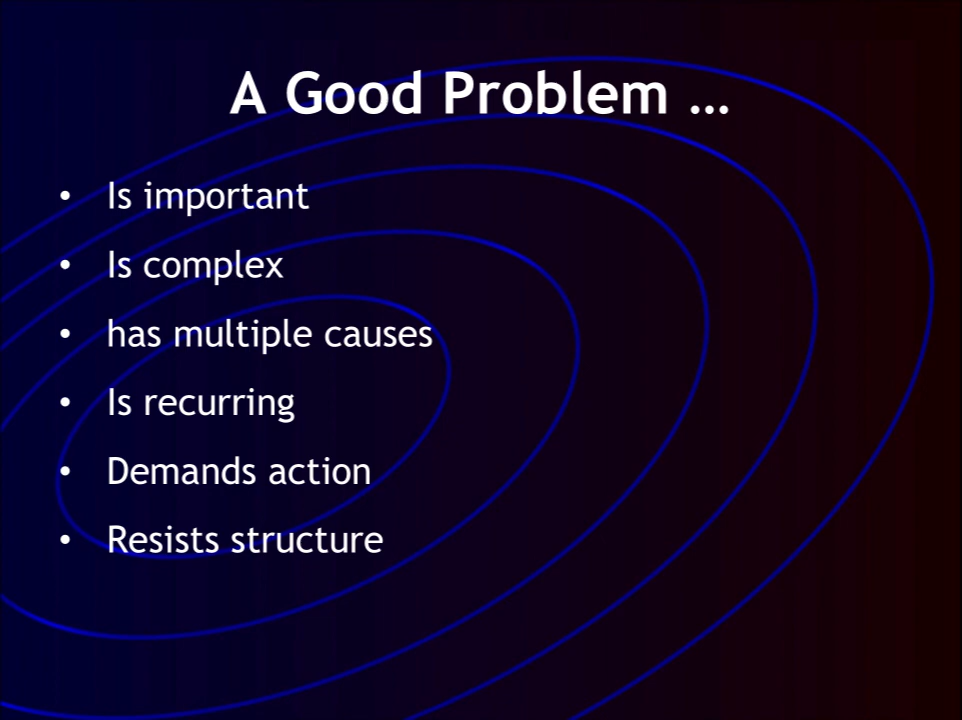 A Good Problem …
• Is important
• Is complex
• has multiple causes
• Is recurring
• Demands action
• Resists structure